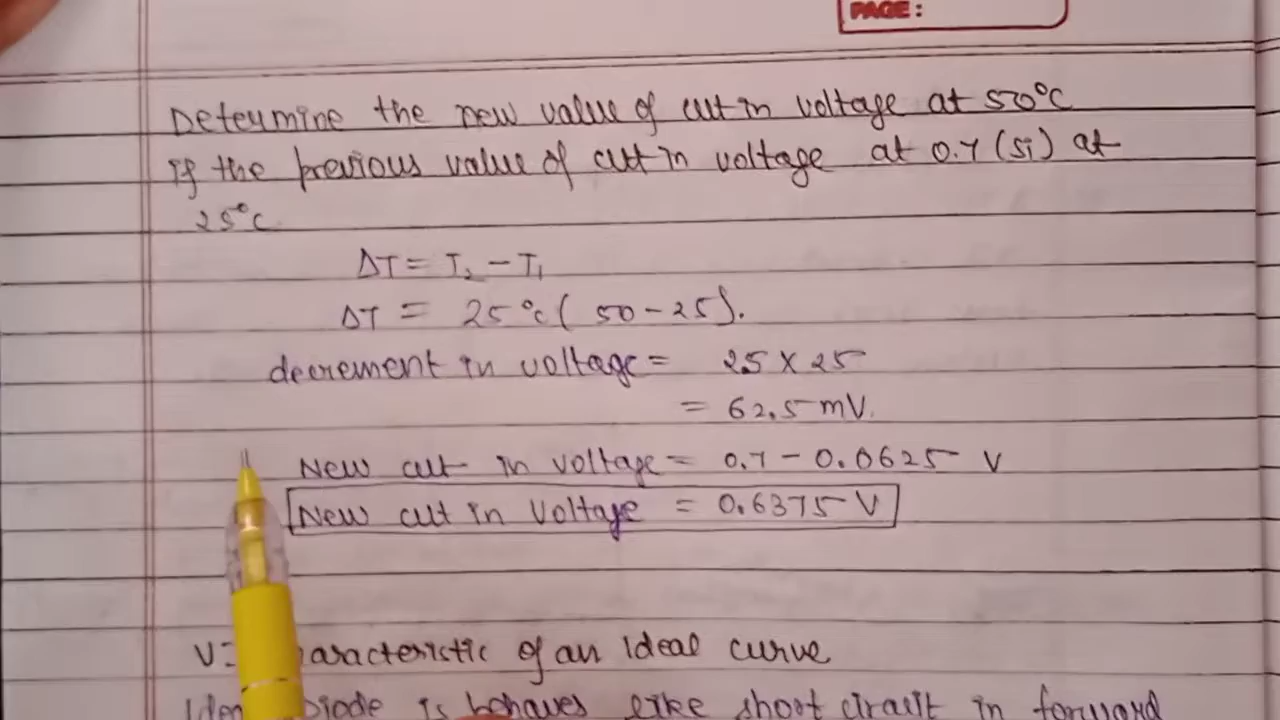 PAGE:
Determine the new value of cut in voltage at 50°C
If the previous value of cut in voltage at 0.7 (Si) at
25°C
ΔT = T₂ - T₁
ΔT = 25°C ( 50 - 25).
decrement in voltage = 2.5 X 25
= 62.5 mV.
New cut in voltage = 0.7 - 0.0625 V
New cut in Voltage = 0.6375 V
V aracteristic of an Ideal curve
Diode is behaves like short circuit in forward